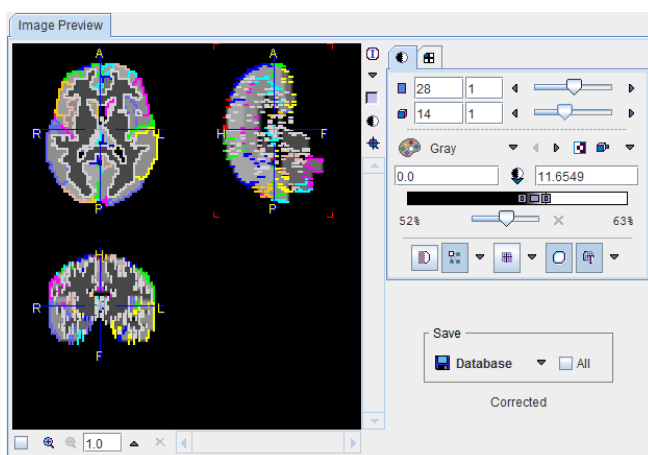 Image Preview
A
A
R
L
H
F
P
P
H
R
L
F
28 1
14 1
Gray
0.0 11.6549
52% 63%
Save
Database All
Corrected
1.0